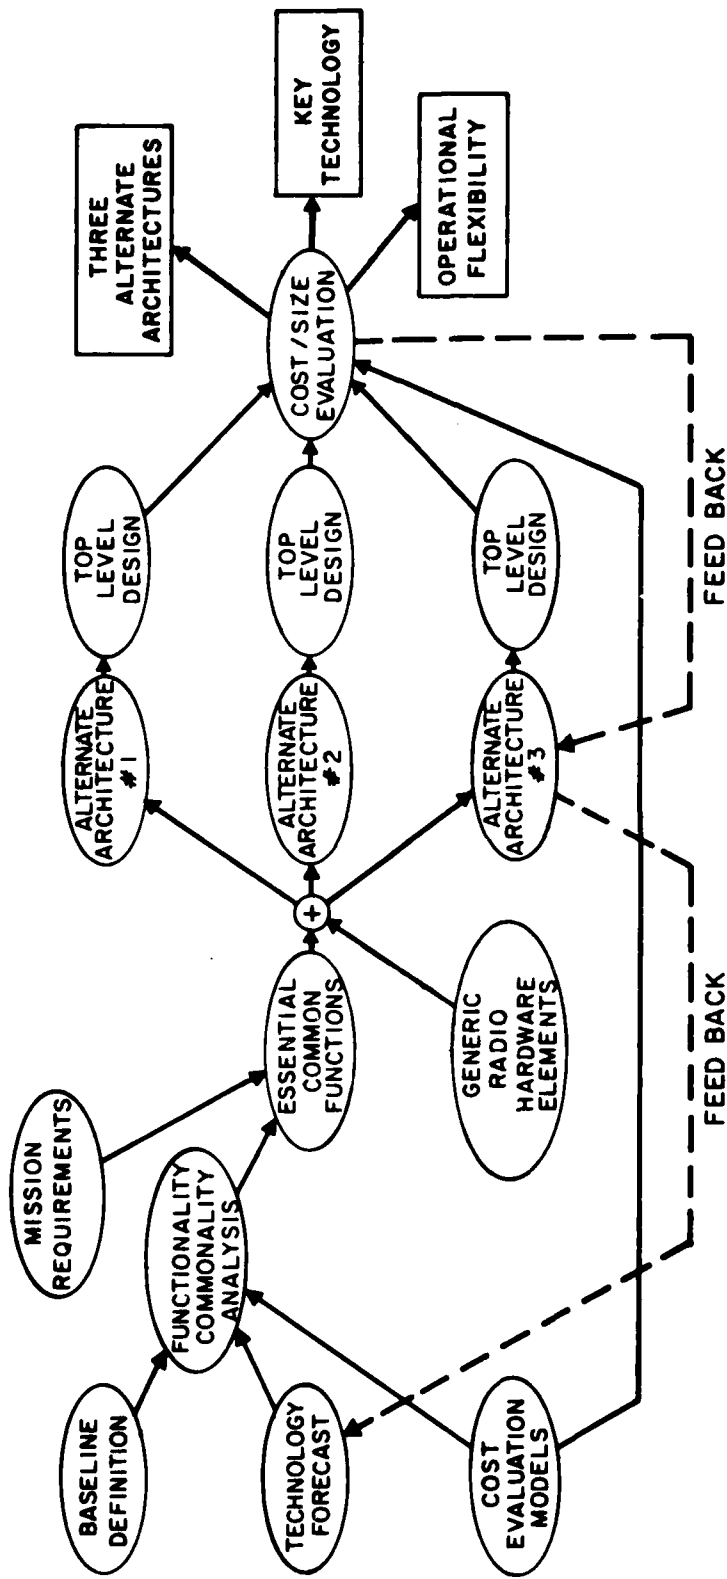 BASELINE
DEFINITION
TECHNOLOGY
FORECAST
COST
EVALUATION
MODELS
MISSION
REQUIREMENTS
FUNCTIONALITY
COMMONALITY
ANALYSIS
ESSENTIAL
COMMON
FUNCTIONS
GENERIC
RADIO
HARDWARE
ELEMENTS
+
ALTERNATE
ARCHITECTURE
#1
ALTERNATE
ARCHITECTURE
#2
ALTERNATE
ARCHITECTURE
#3
TOP
LEVEL
DESIGN
TOP
LEVEL
DESIGN
TOP
LEVEL
DESIGN
COST/SIZE
EVALUATION
THREE
ALTERNATE
ARCHITECTURES
KEY
TECHNOLOGY
OPERATIONAL
FLEXIBILITY
FEED BACK
FEED BACK